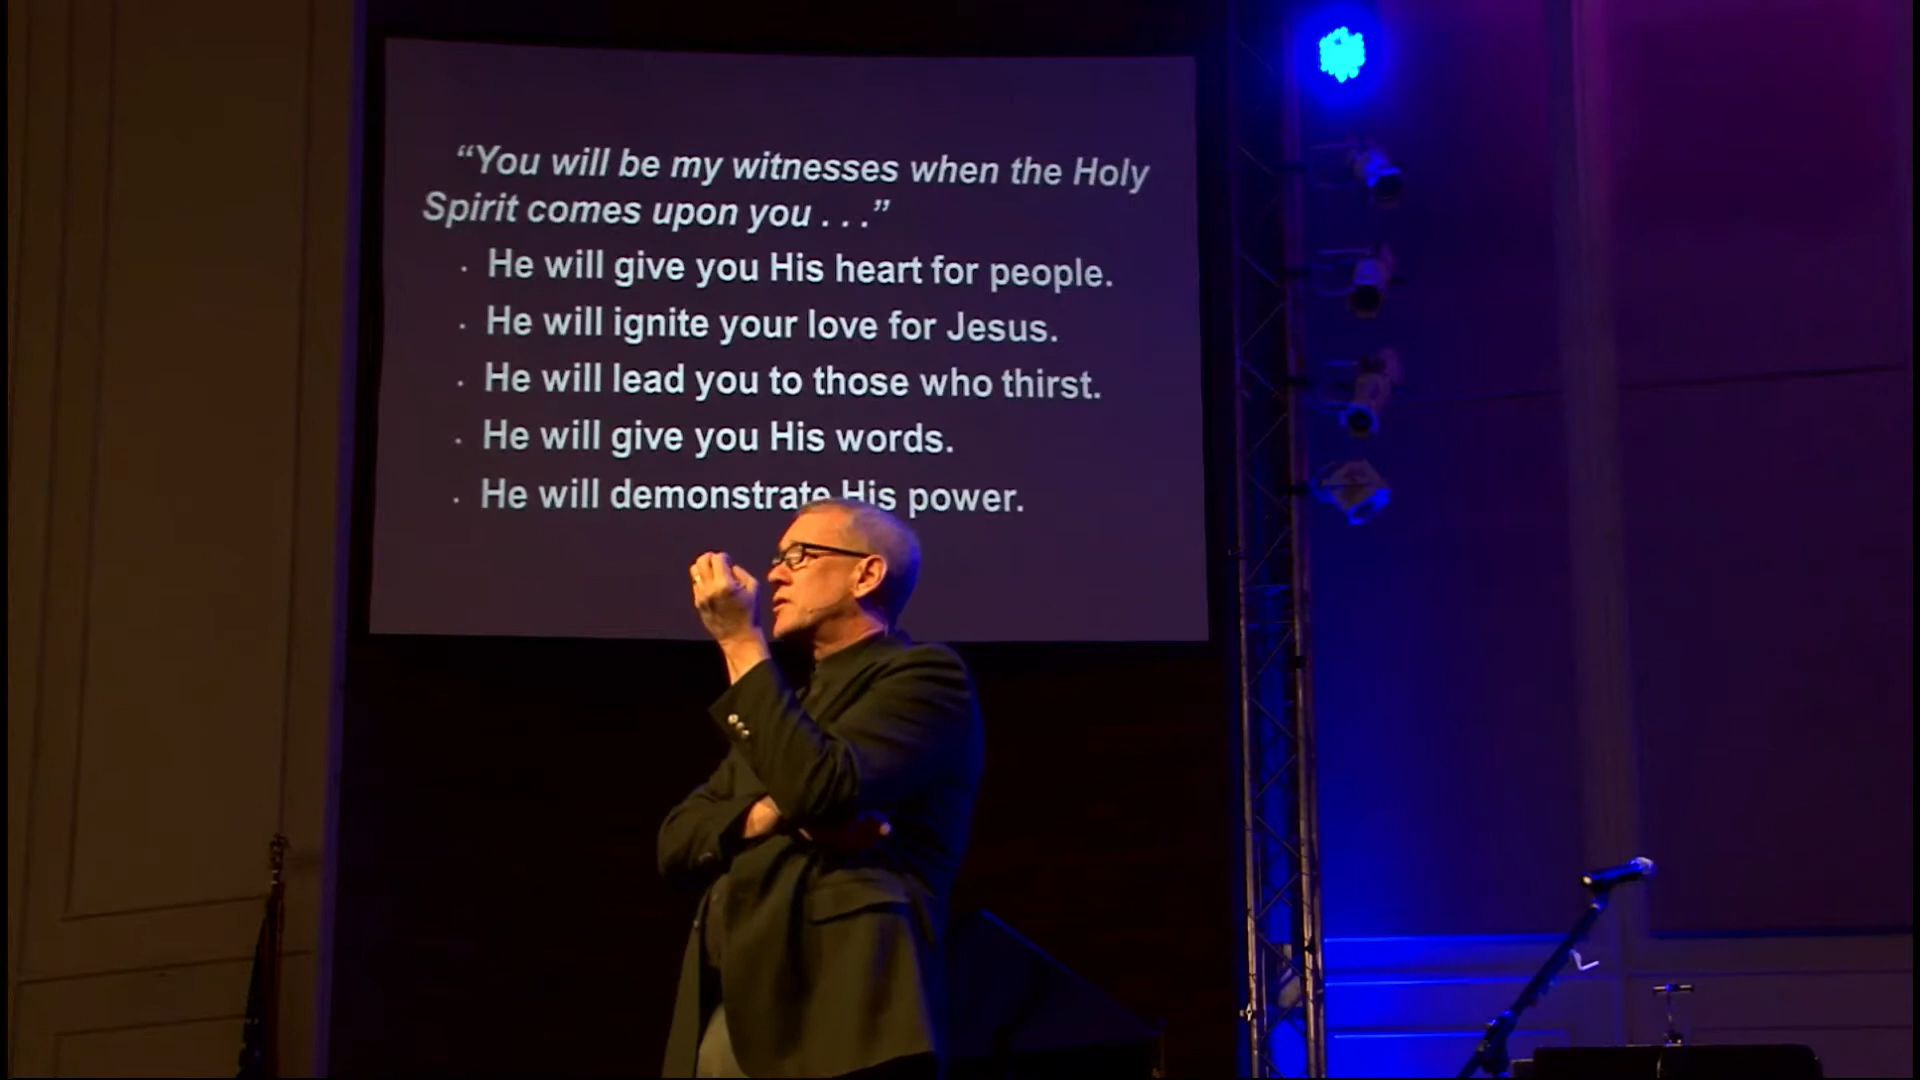 “You will be my witnesses when the Holy
Spirit comes upon you . . .”
· He will give you His heart for people.
· He will ignite your love for Jesus.
· He will lead you to those who thirst.
· He will give you His words.
· He will demonstrate His power.